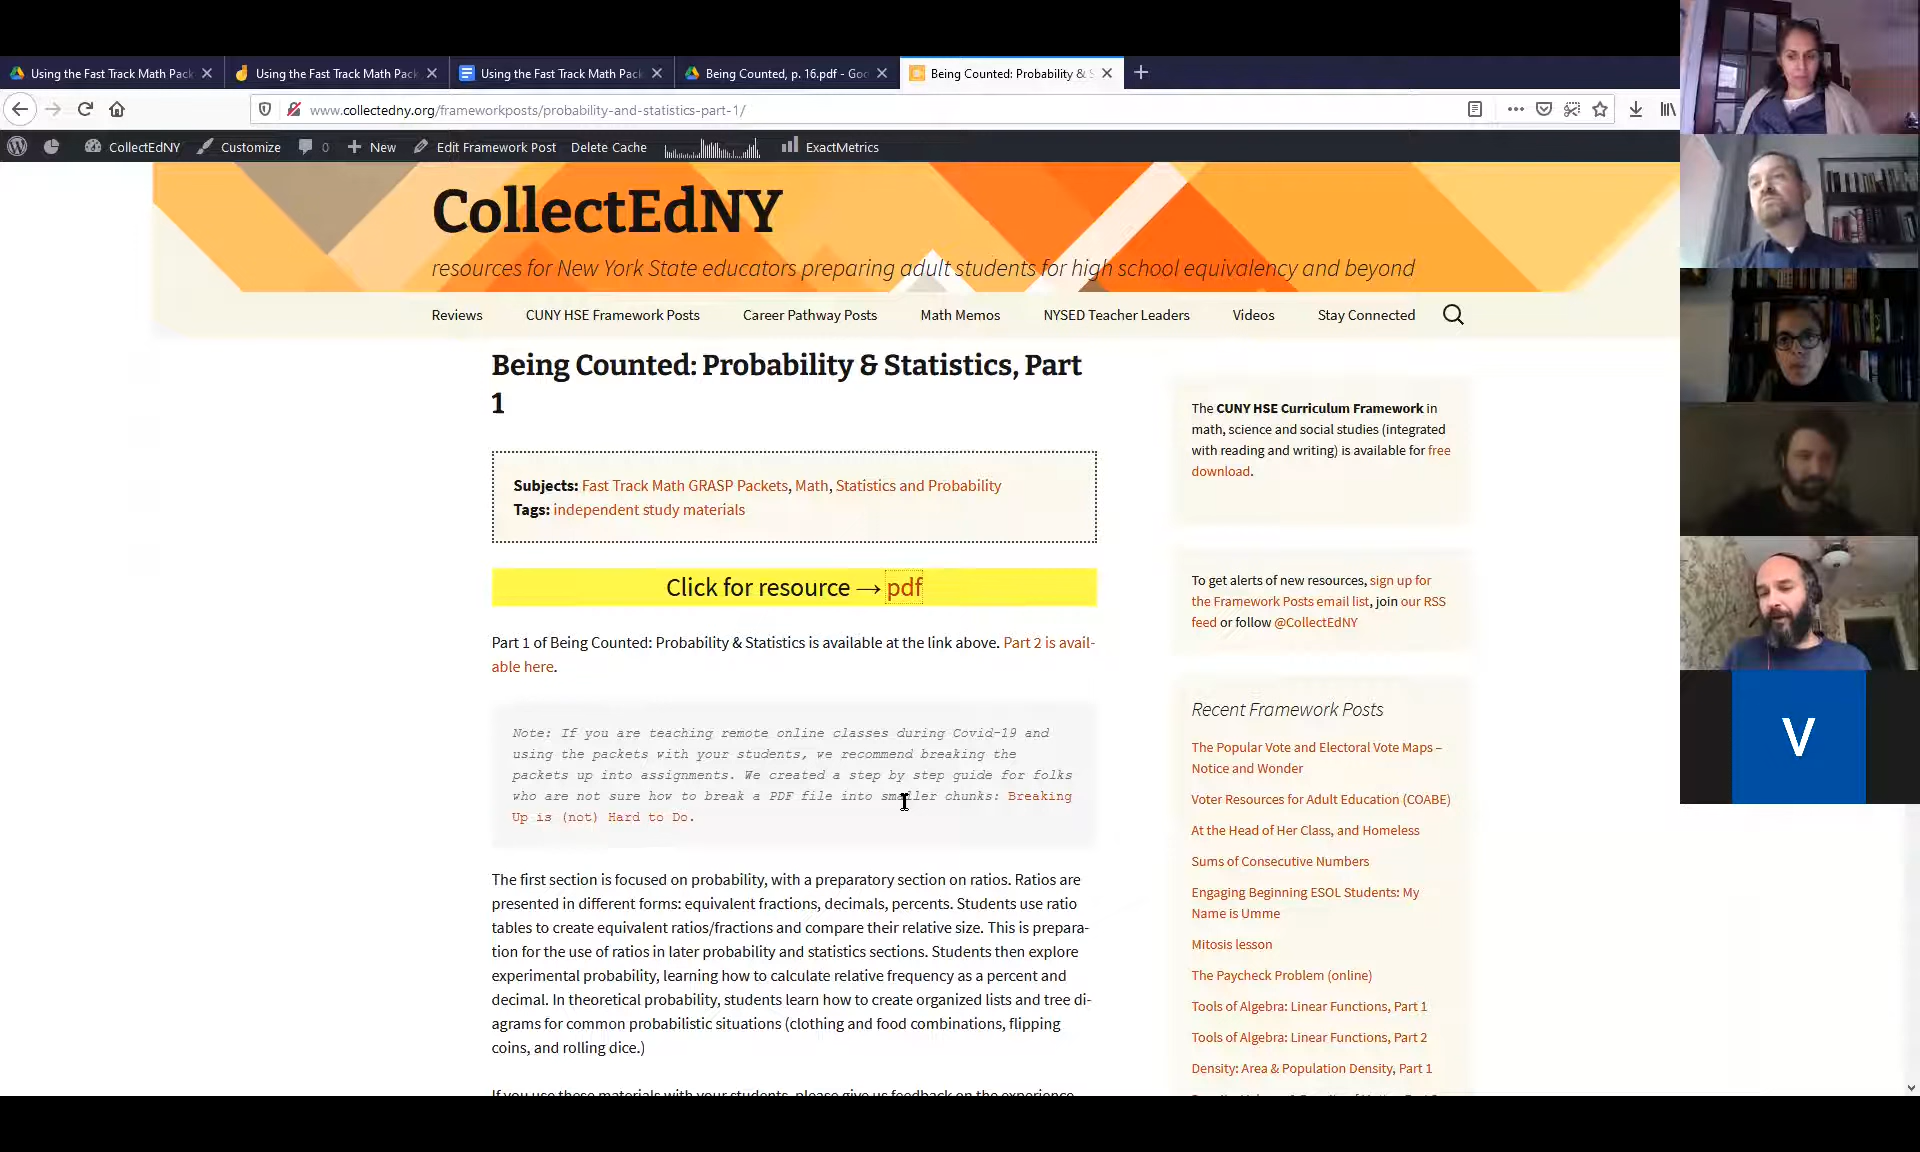 Using the Fast Track Math Pack
Using the Fast Track Math Pack
Using the Fast Track Math Pack
Being Counted, p. 16.pdf - Goo
Being Counted: Probability & S
www.collectedny.org/frameworkposts/probability-and-statistics-part-1/
CollectEdNY
Customize
0
New
Edit Framework Post
Delete Cache
ExactMetrics
CollectEdNY
resources for New York State educators preparing adult students for high school equivalency and beyond
Reviews
CUNY HSE Framework Posts
Career Pathway Posts
Math Memos
NYSED Teacher Leaders
Videos
Stay Connected
Being Counted: Probability & Statistics, Part
1
Subjects: Fast Track Math GRASP Packets, Math, Statistics and Probability
Tags: independent study materials
Click for resource → pdf
Part 1 of Being Counted: Probability & Statistics is available at the link above. Part 2 is avail-
able here.
Note: If you are teaching remote online classes during Covid-19 and
using the packets with your students, we recommend breaking the
packets up into assignments. We created a step by step guide for folks
who are not sure how to break a PDF file into smaller chunks: Breaking
Up is (not) Hard to Do.
The first section is focused on probability, with a preparatory section on ratios. Ratios are
presented in different forms: equivalent fractions, decimals, percents. Students use ratio
tables to create equivalent ratios/fractions and compare their relative size. This is prepara-
tion for the use of ratios in later probability and statistics sections. Students then explore
experimental probability, learning how to calculate relative frequency as a percent and
decimal. In theoretical probability, students learn how to create organized lists and tree di-
agrams for common probabilistic situations (clothing and food combinations, flipping
coins, and rolling dice.)
If you use these materials with your students, please give us feedback on the experience
The CUNY HSE Curriculum Framework in
math, science and social studies (integrated
with reading and writing) is available for free
download.
To get alerts of new resources, sign up for
the Framework Posts email list, join our RSS
feed or follow @CollectEdNY
Recent Framework Posts
The Popular Vote and Electoral Vote Maps –
Notice and Wonder
Voter Resources for Adult Education (COABE)
At the Head of Her Class, and Homeless
Sums of Consecutive Numbers
Engaging Beginning ESOL Students: My
Name is Umme
Mitosis lesson
The Paycheck Problem (online)
Tools of Algebra: Linear Functions, Part 1
Tools of Algebra: Linear Functions, Part 2
Density: Area & Population Density, Part 1
V